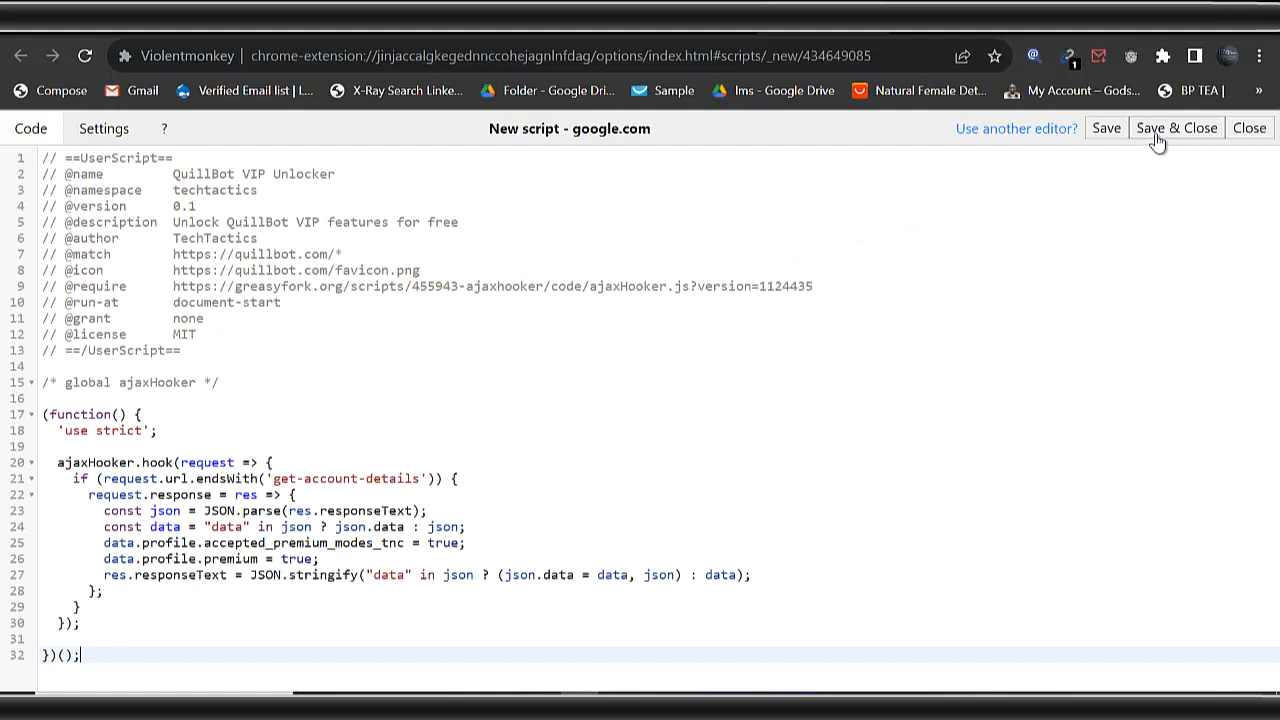 Violentmonkey chrome-extension://jinjaccalgkegednnccohejagnlnfdag/options/index.html#scripts/_new/434649085
1
Compose Gmail Verified Email list | L... X-Ray Search Linke... Folder - Google Dri... Sample lms - Google Drive Natural Female Det... My Account – Gods... BP TEA | »
Code Settings ? New script - google.com Use another editor? Save Save & Close Close
1 // ==UserScript==
2 // @name QuillBot VIP Unlocker
3 // @namespace techtactics
4 // @version 0.1
5 // @description Unlock QuillBot VIP features for free
6 // @author TechTactics
7 // @match https://quillbot.com/*
8 // @icon https://quillbot.com/favicon.png
9 // @require https://greasyfork.org/scripts/455943-ajaxhooker/code/ajaxHooker.js?version=1124435
10 // @run-at document-start
11 // @grant none
12 // @license MIT
13 // ==/UserScript==
14
15 /* global ajaxHooker */
16
17 (function() {
18 'use strict';
19
20 ajaxHooker.hook(request => {
21 if (request.url.endsWith('get-account-details')) {
22 request.response = res => {
23 const json = JSON.parse(res.responseText);
24 const data = "data" in json ? json.data : json;
25 data.profile.accepted_premium_modes_tnc = true;
26 data.profile.premium = true;
27 res.responseText = JSON.stringify("data" in json ? (json.data = data, json) : data);
28 };
29 }
30 });
31
32 })();